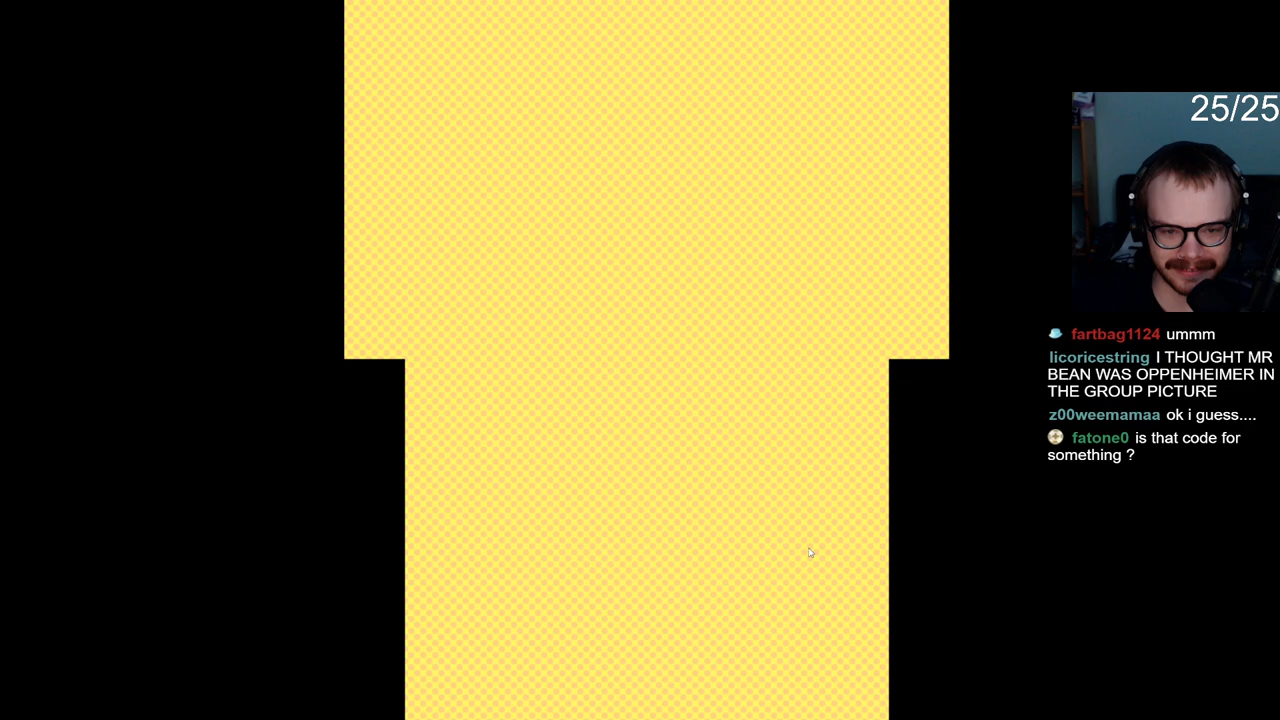 25/25
fartbag1124 ummm
licoricestring I THOUGHT MR
BEAN WAS OPPENHEIMER IN
THE GROUP PICTURE
z00weemamaa ok i guess....
fatone0 is that code for
something ?